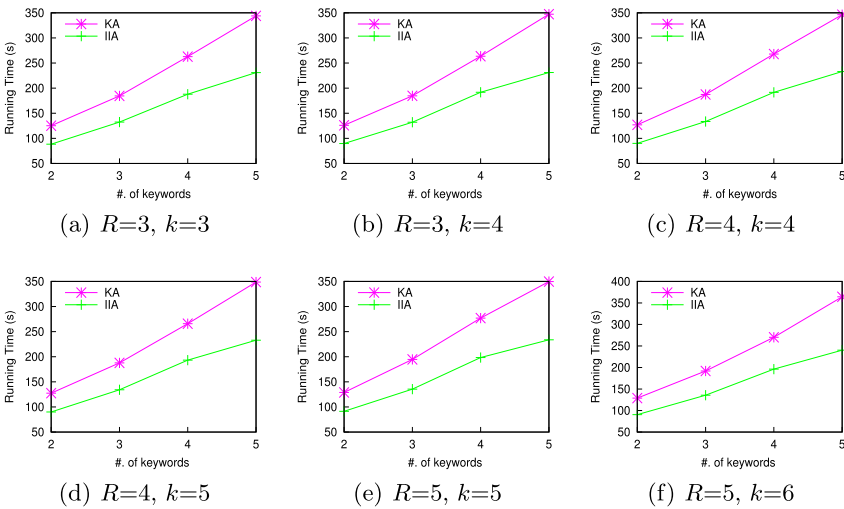 350
300
250
200
150
100
50
Running Time (s)
KA
IIA
2 3 4 5
#. of keywords
(a) R=3, k=3
350
300
250
200
150
100
50
Running Time (s)
KA
IIA
2 3 4 5
#. of keywords
(b) R=3, k=4
350
300
250
200
150
100
50
Running Time (s)
KA
IIA
2 3 4 5
#. of keywords
(c) R=4, k=4
350
300
250
200
150
100
50
Running Time (s)
KA
IIA
2 3 4 5
#. of keywords
(d) R=4, k=5
350
300
250
200
150
100
50
Running Time (s)
KA
IIA
2 3 4 5
#. of keywords
(e) R=5, k=5
400
350
300
250
200
150
100
50
Running Time (s)
KA
IIA
2 3 4 5
#. of keywords
(f) R=5, k=6